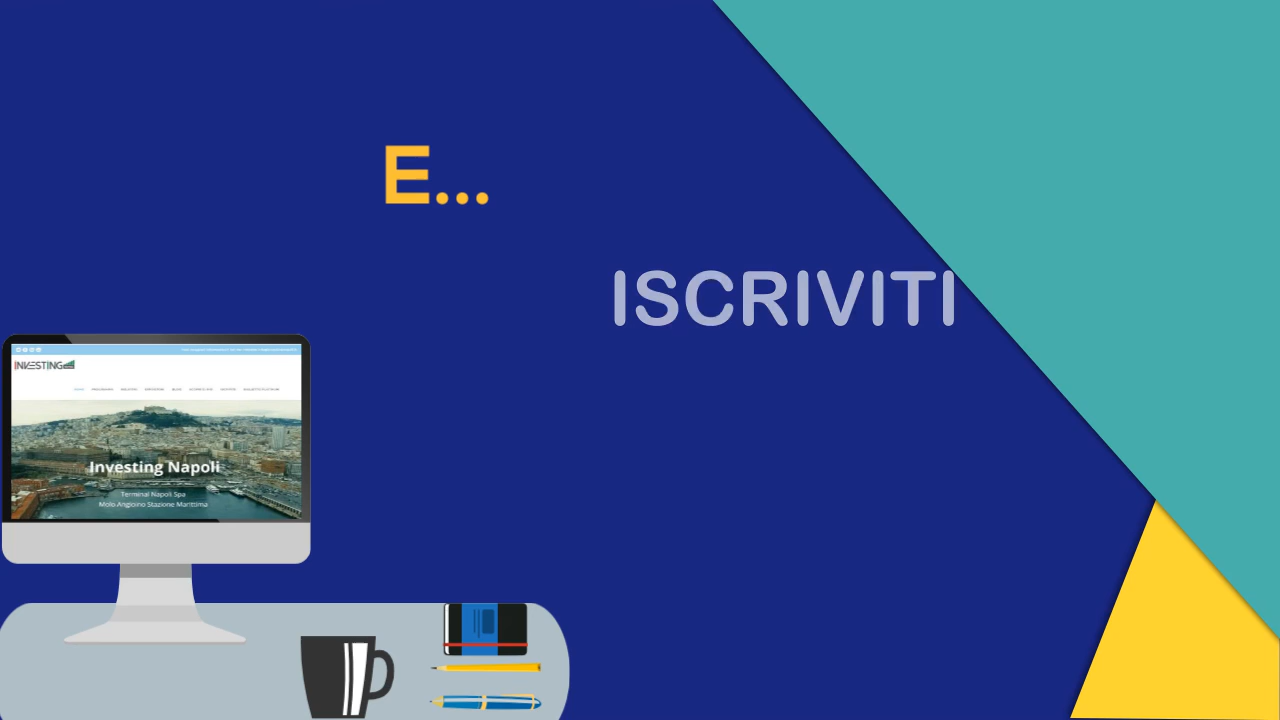 E...
ISCRIVITI
INVESTING
Investing Napoli
Terminal Napoli Spa
Molo Angioino Stazione Marittima